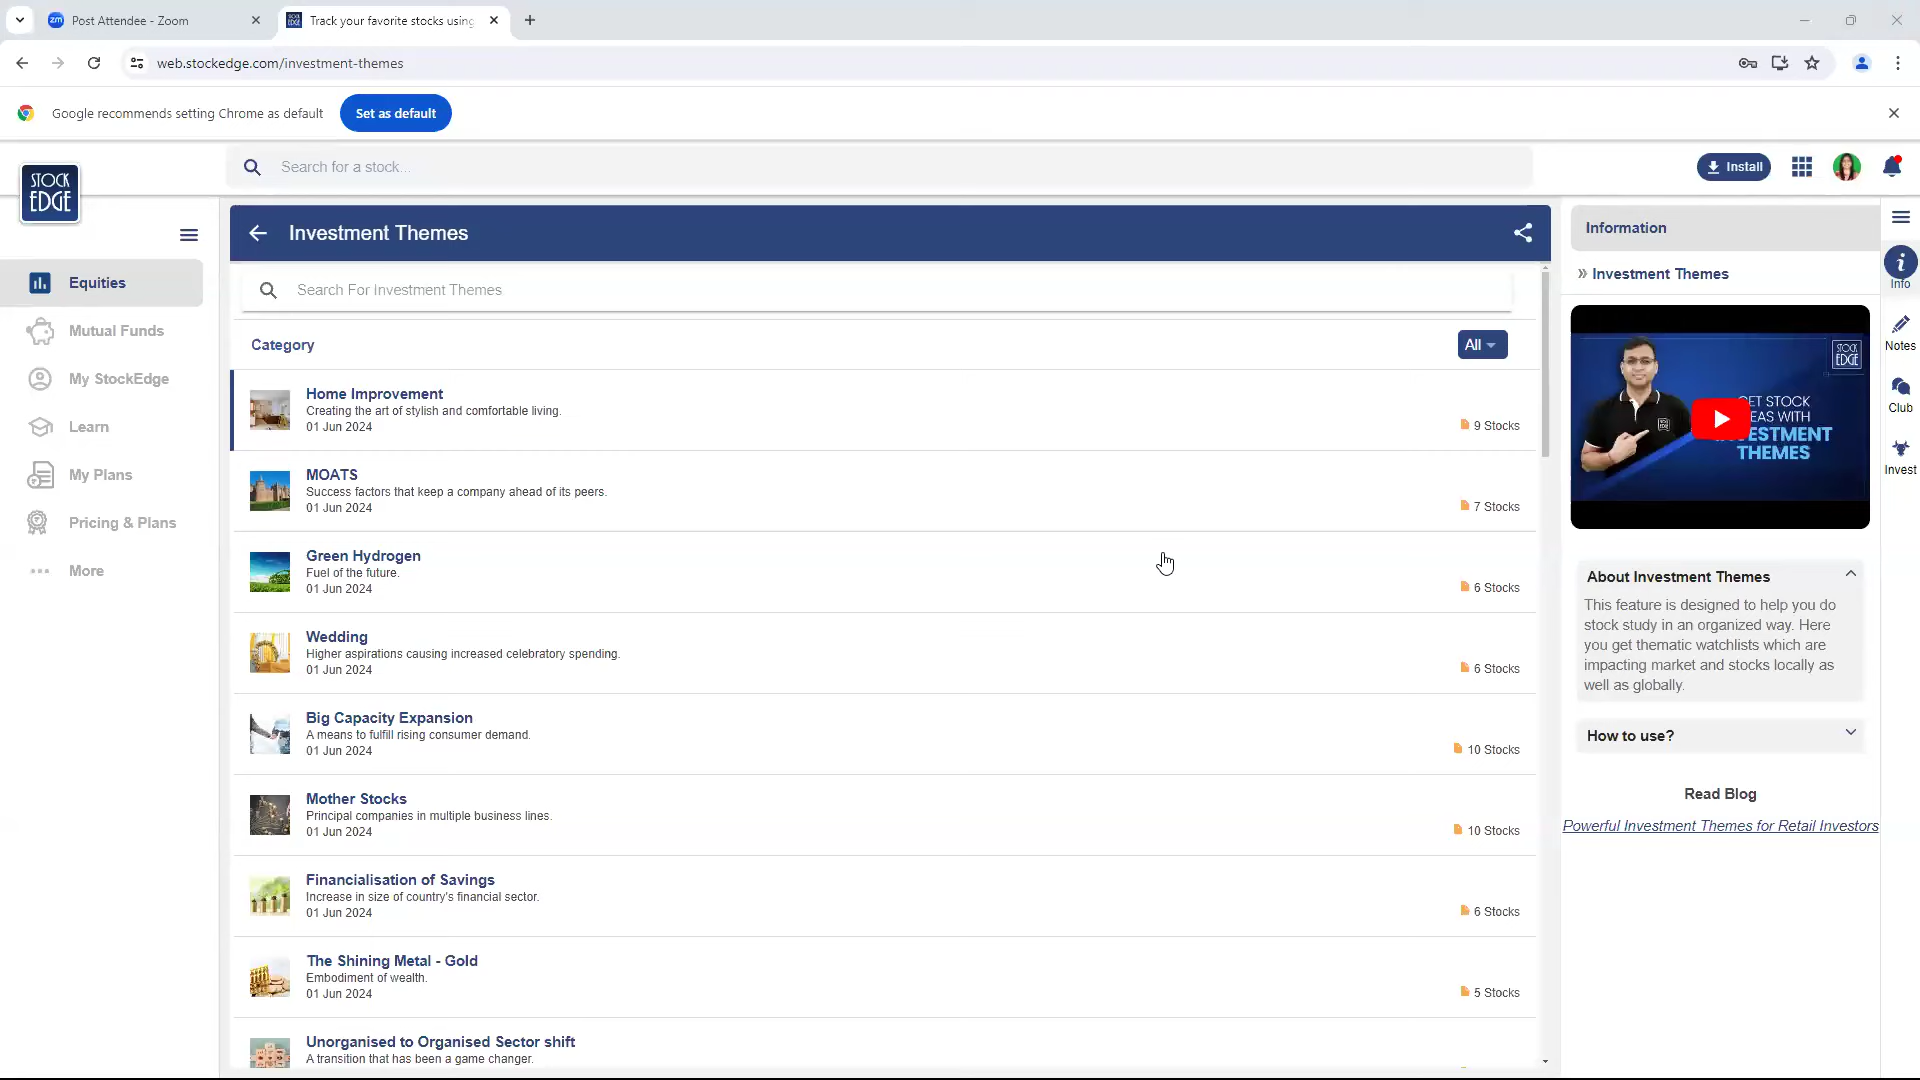 zm Post Attendee - Zoom
Track your favorite stocks using
web.stockedge.com/investment-themes
Google recommends setting Chrome as default
Set as default
STOCK
EDGE
Search for a stock...
Install
Equities
Mutual Funds
My StockEdge
Learn
My Plans
Pricing & Plans
More
Investment Themes
Search For Investment Themes
Category
All
Home Improvement
Creating the art of stylish and comfortable living.
01 Jun 2024
9 Stocks
MOATS
Success factors that keep a company ahead of its peers.
01 Jun 2024
7 Stocks
Green Hydrogen
Fuel of the future.
01 Jun 2024
6 Stocks
Wedding
Higher aspirations causing increased celebratory spending.
01 Jun 2024
6 Stocks
Big Capacity Expansion
A means to fulfill rising consumer demand.
01 Jun 2024
10 Stocks
Mother Stocks
Principal companies in multiple business lines.
01 Jun 2024
10 Stocks
Financialisation of Savings
Increase in size of country's financial sector.
01 Jun 2024
6 Stocks
The Shining Metal - Gold
Embodiment of wealth.
01 Jun 2024
5 Stocks
Unorganised to Organised Sector shift
A transition that has been a game changer.
Information
» Investment Themes
STOCK
EDGE
GET STOCK
EAS WITH
ESTMENT
THEMES
About Investment Themes
This feature is designed to help you do
stock study in an organized way. Here
you get thematic watchlists which are
impacting market and stocks locally as
well as globally.
How to use?
Read Blog
Powerful Investment Themes for Retail Investors
Info
Notes
Club
Invest